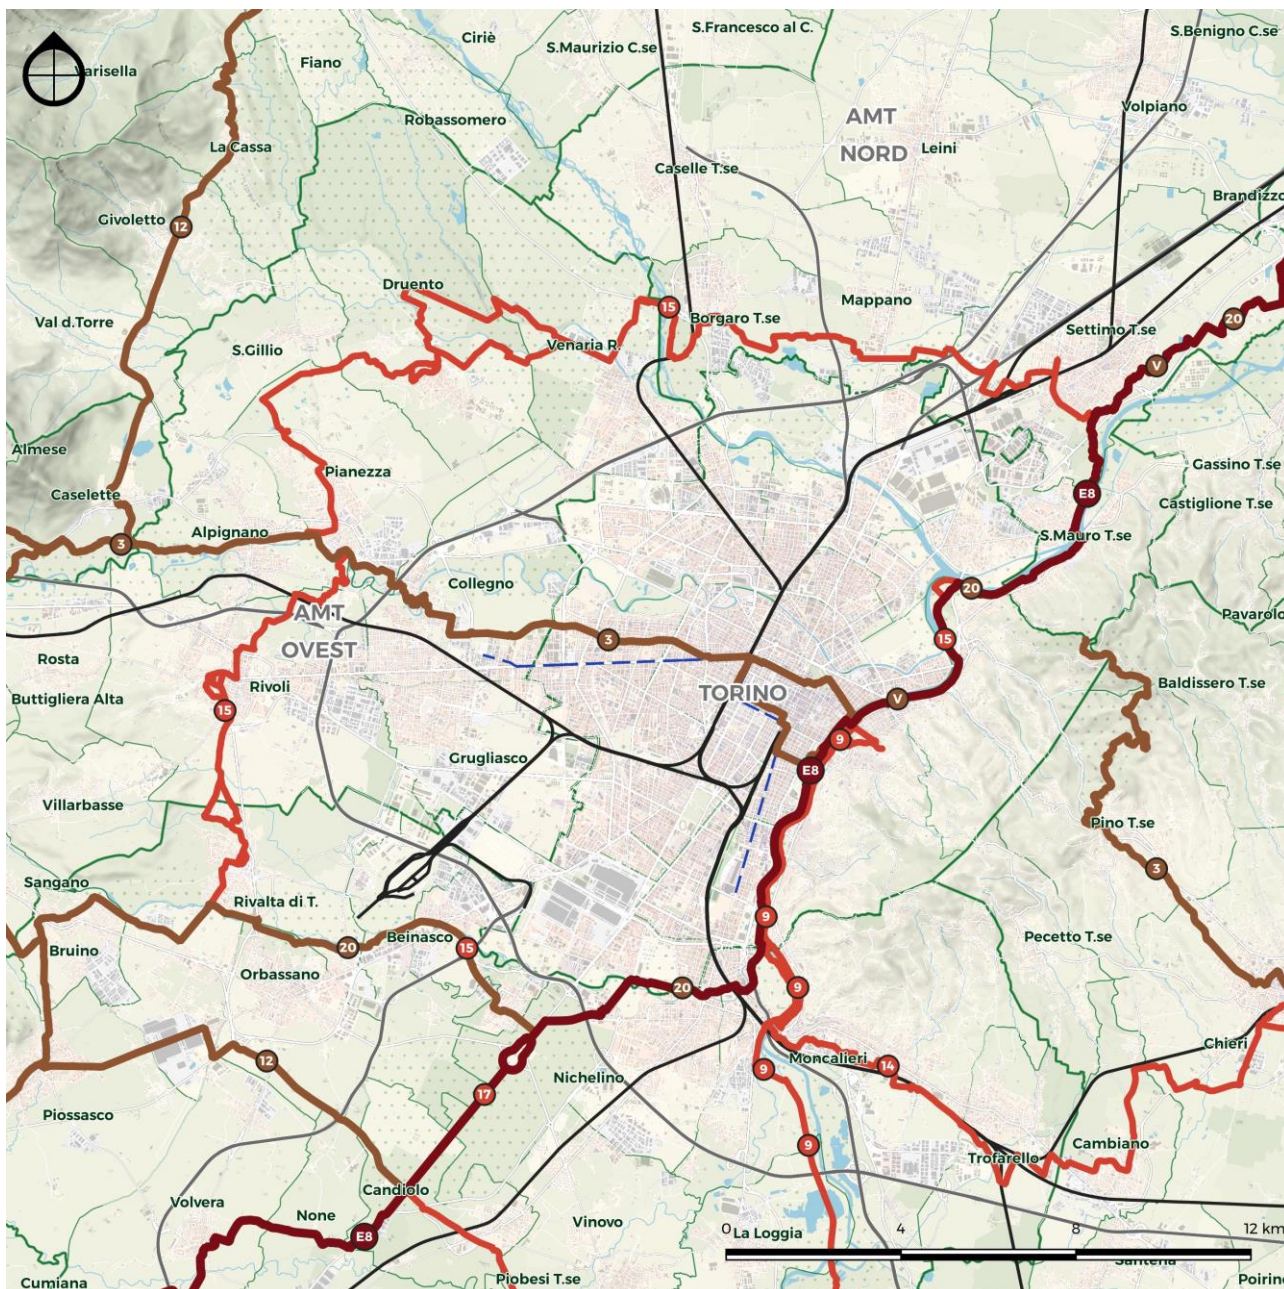 S.Francesco al C.
Ciriè
S.Maurizio C.se
S.Benigno C.se
Fiano
Varisella
Volpiano
Robassomero
AMT
NORD
La Cassa
Leini
Caselle T.se
Brandizzo
Givoletto
12
Druento
Mappano
15
Borgaro T.se
20
Val d.Torre
Settimo T.se
S.Gillio
Venaria R.
V
Almese
Pianezza
Gassino T.se
Caselette
E8
Castiglione T.se
Alpignano
S.Mauro T.se
3
Collegno
20
AMT
OVEST
Pavarolo
3
15
Rosta
Rivoli
Baldissero T.se
Buttigliera Alta
TORINO
V
15
9
Grugliasco
E8
Villarbasse
Pino T.se
3
Sangano
Rivalta di T.
9
Beinasco
Pecetto T.se
Bruino
20
15
Orbassano
20
9
Chieri
12
Moncalieri
14
9
Nichelino
17
Piossasco
Cambiano
9
Trofarello
Candiolo
Volvera
None
Vinovo
0
4
8
12 km
La Loggia
E8
Santena
Cumiana
Piobesi T.se
Poirino